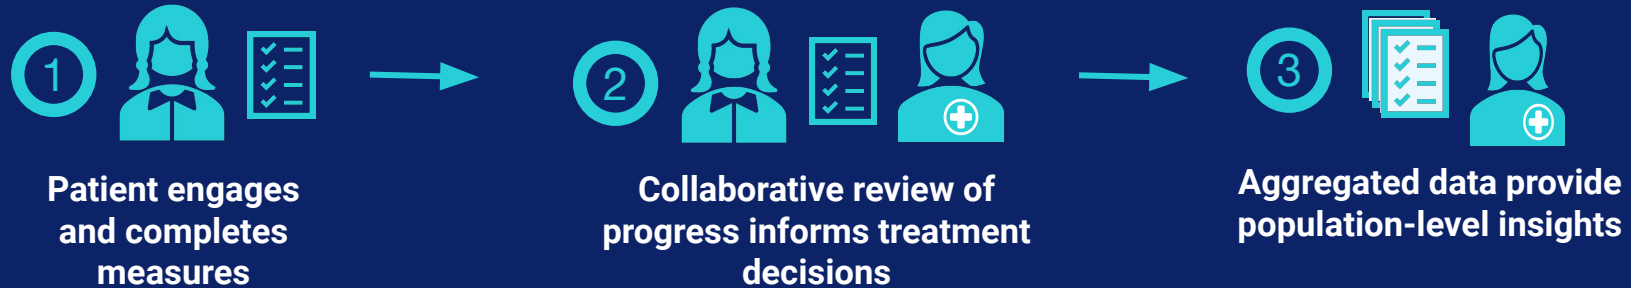 1
Patient engages
and completes
measures
2
Collaborative review of
progress informs treatment
decisions
3
Aggregated data provide
population-level insights